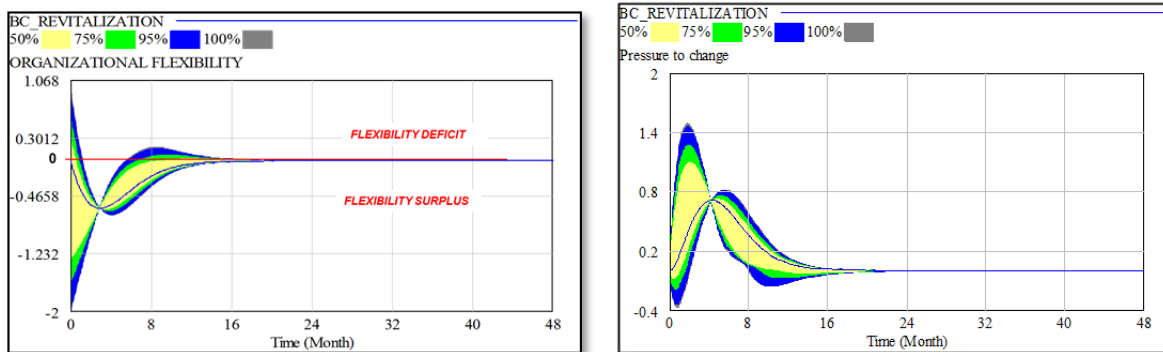 BC_REVITALIZATION
50% 75% 95% 100%
ORGANIZATIONAL FLEXIBILITY
1.068
0.3012
0
-0.4658
-1.232
-2
FLEXIBILITY DEFICIT
FLEXIBILITY SURPLUS
0 8 16 24 32 40 48
Time (Month)
BC_REVITALIZATION
50% 75% 95% 100%
Pressure to change
2
1.4
0.8
0.2
-0.4
0 8 16 24 32 40 48
Time (Month)